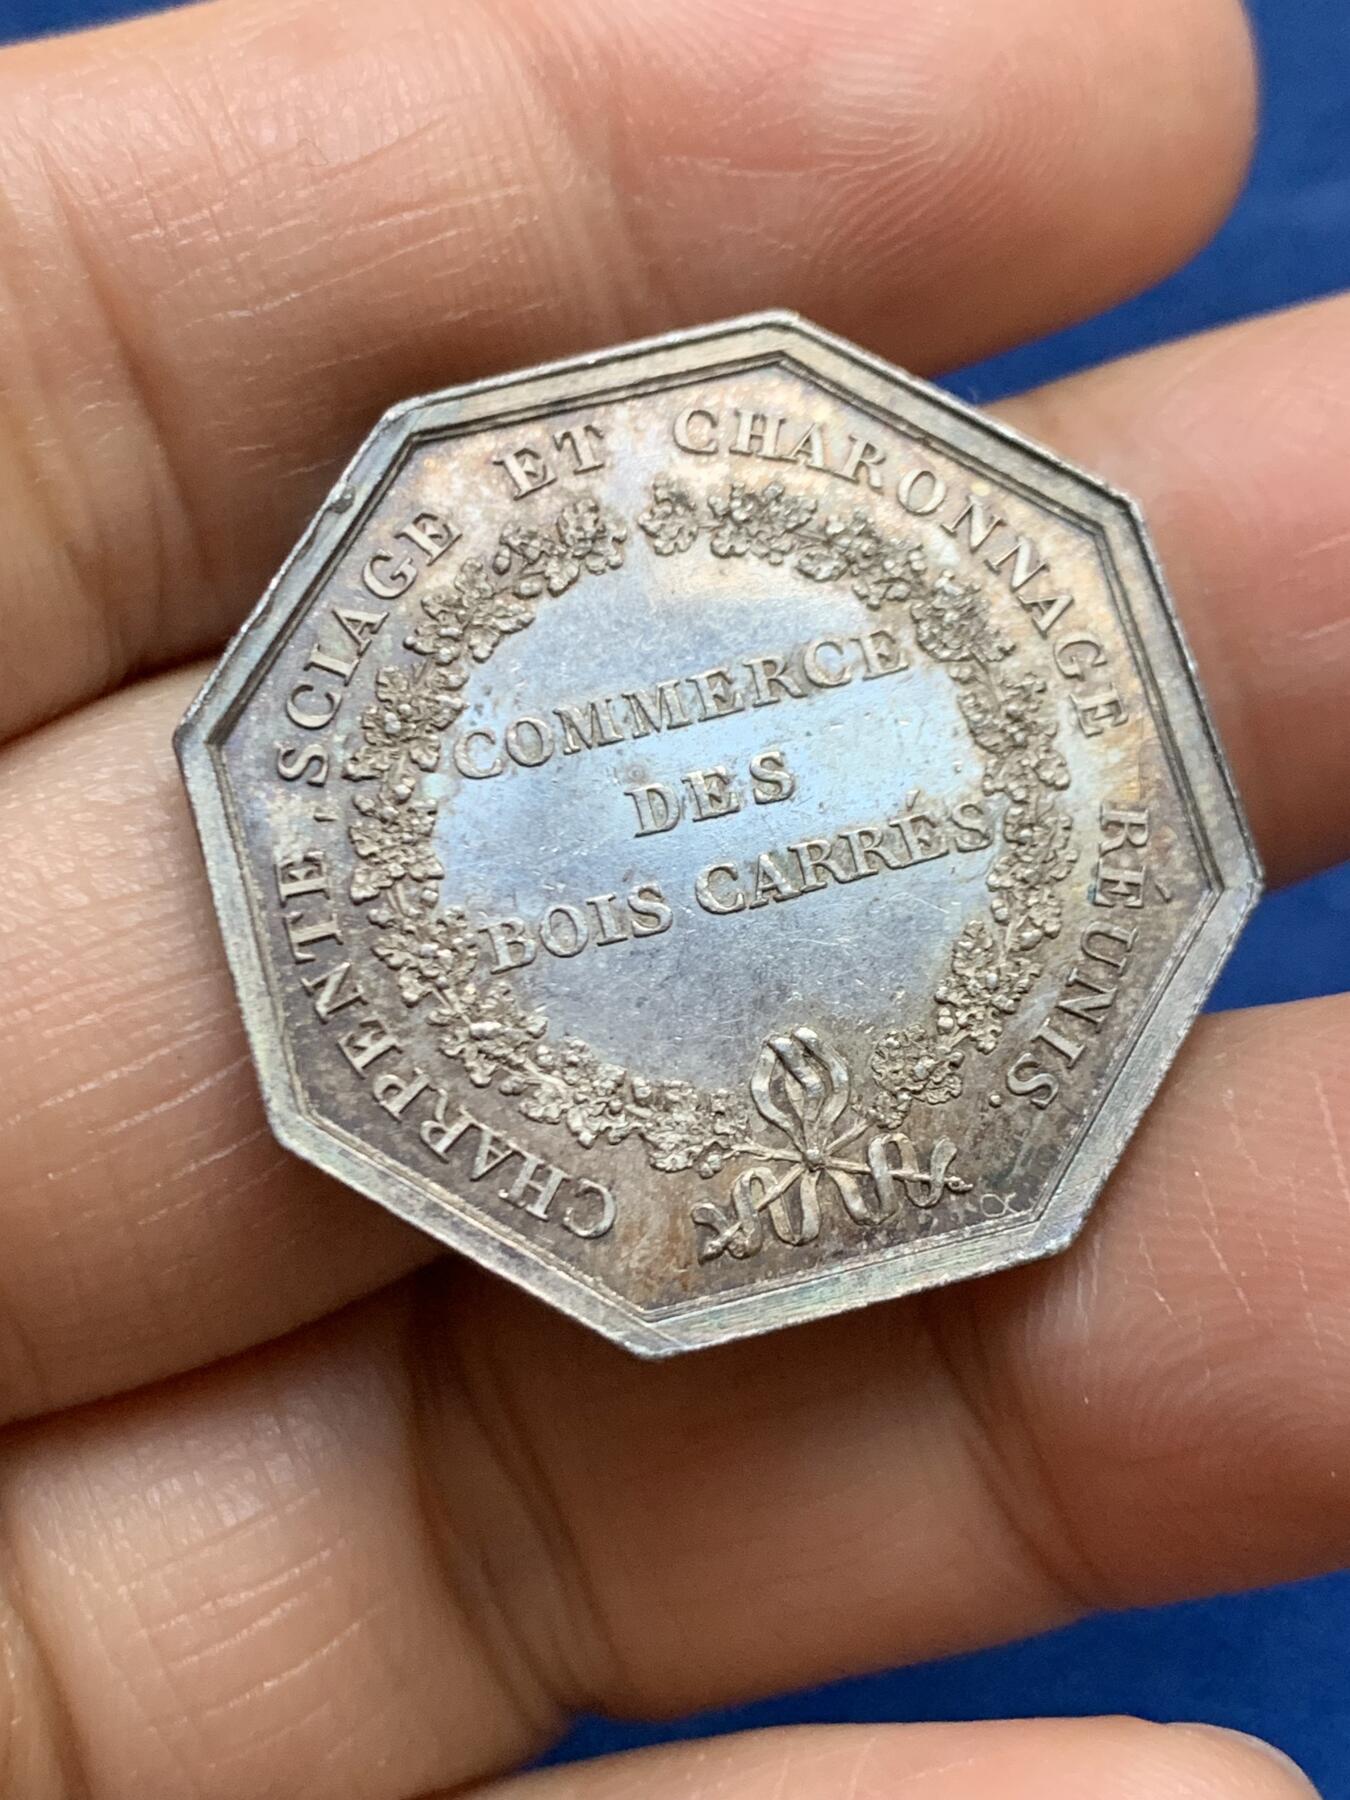 CHARPENTE, SCIAGE ET CHARONNAGE RÉUNIS.
COMMERCE
DES
BOIS CARRÉS